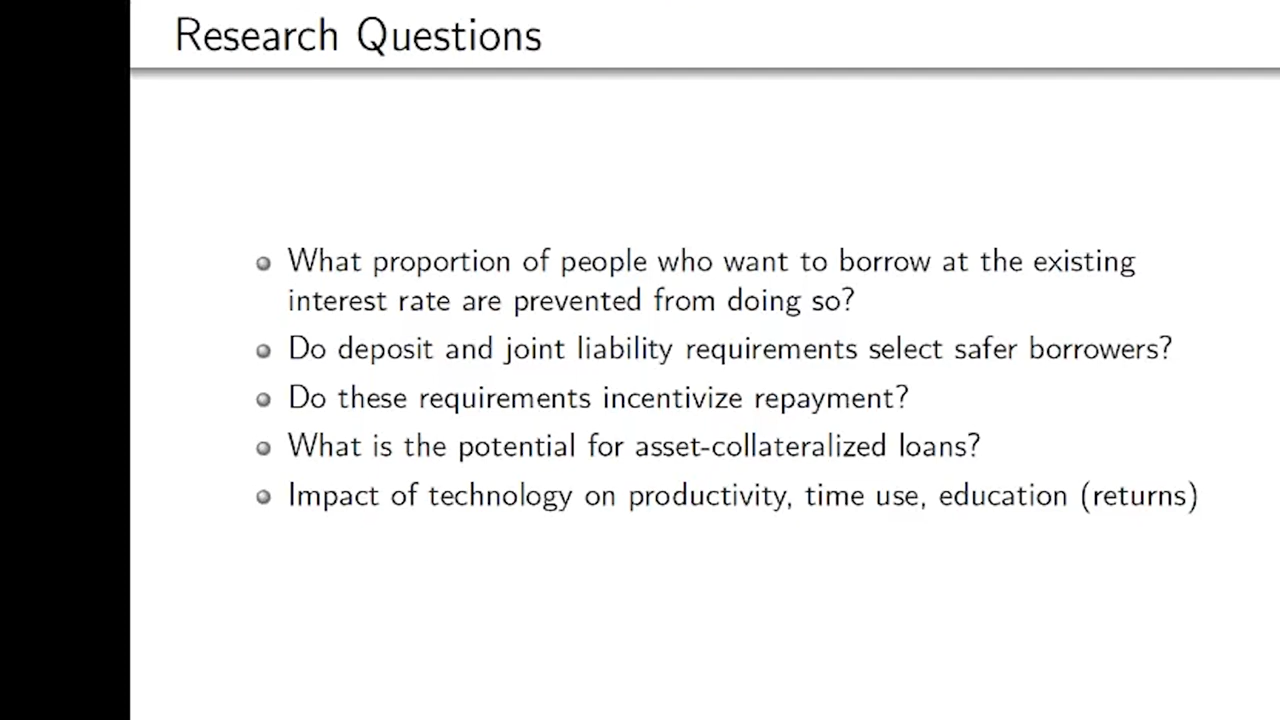 Research Questions
What proportion of people who want to borrow at the existing
interest rate are prevented from doing so?
Do deposit and joint liability requirements select safer borrowers?
Do these requirements incentivize repayment?
What is the potential for asset-collateralized loans?
Impact of technology on productivity, time use, education (returns)